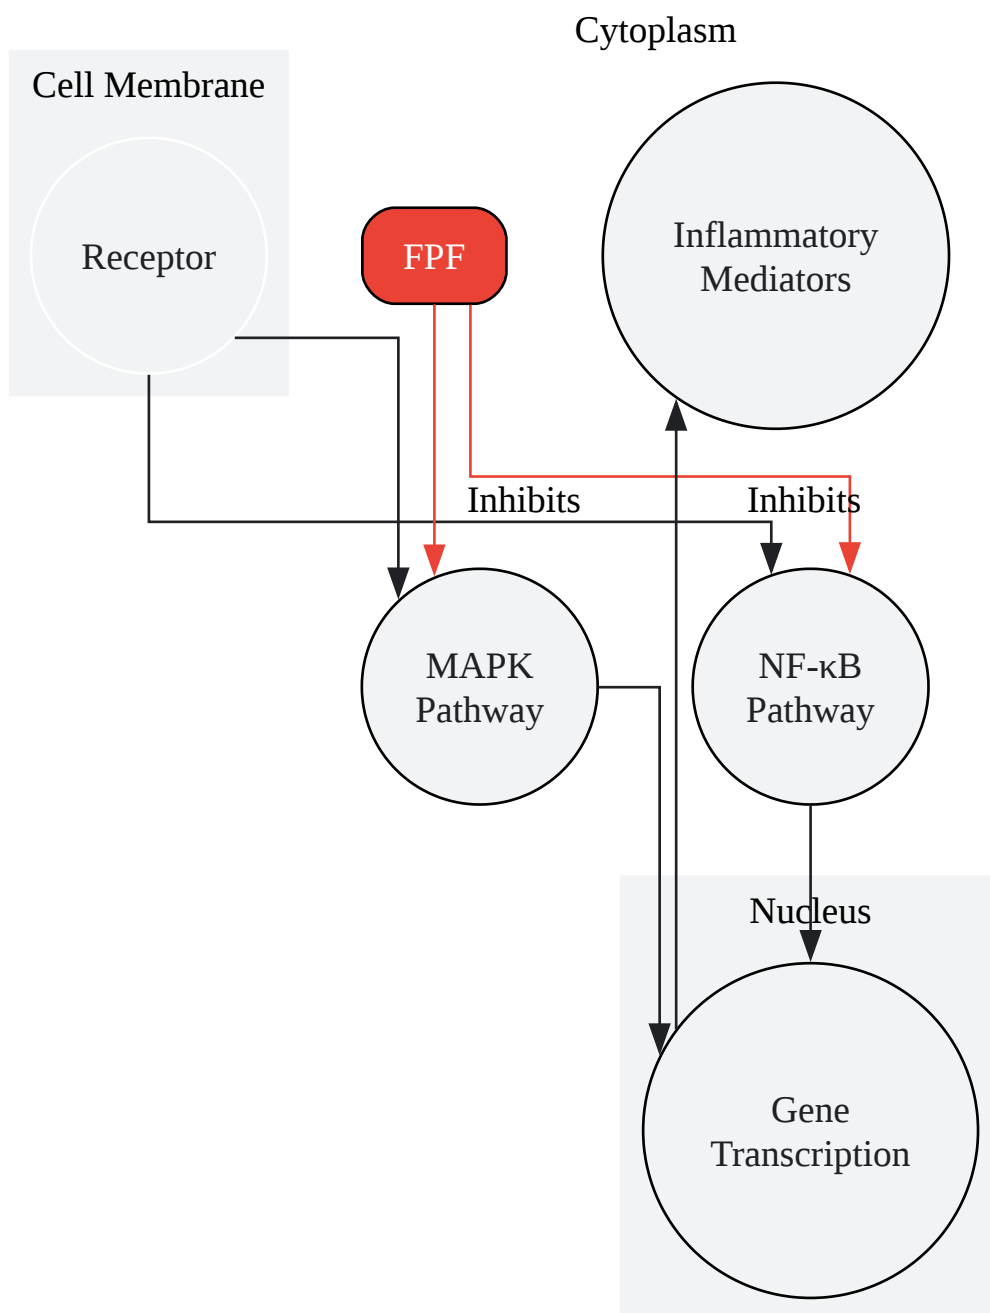 Cytoplasm
Cell Membrane
Receptor
FPF
Inflammatory
Mediators
Inhibits
Inhibits
MAPK
Pathway
NF-κB
Pathway
Nucleus
Gene
Transcription